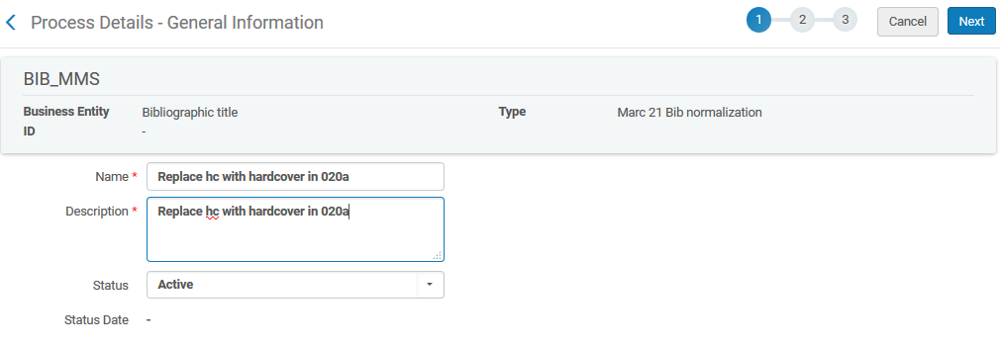 Process Details - General Information
1 2 3 Cancel Next
BIB_MMS
Business Entity Bibliographic title Type Marc 21 Bib normalization
ID -
Name * Replace hc with hardcover in 020a
Description * Replace hc with hardcover in 020a
Status Active
Status Date -